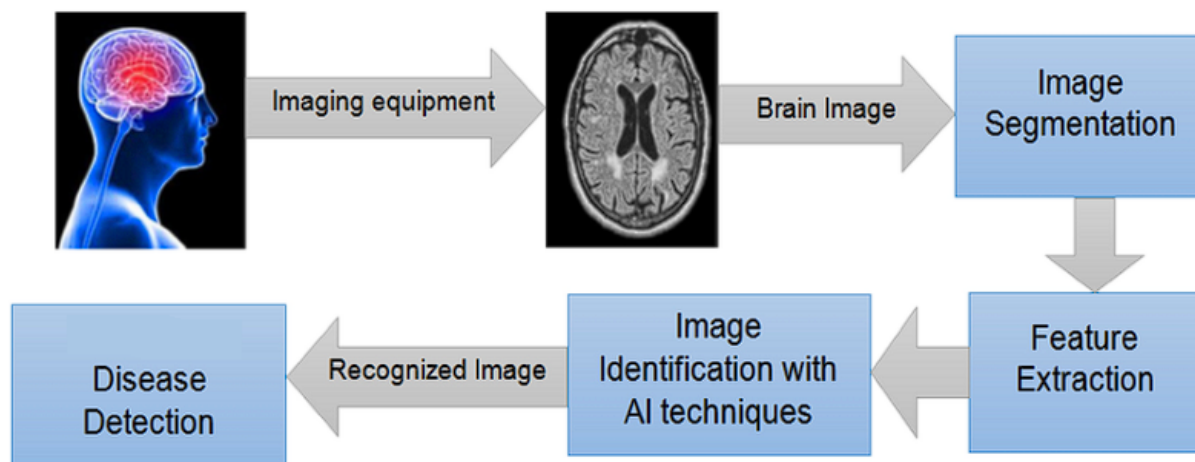 Imaging equipment
Brain Image
Image
Segmentation
Feature
Extraction
Image
Identification with
AI techniques
Recognized Image
Disease
Detection